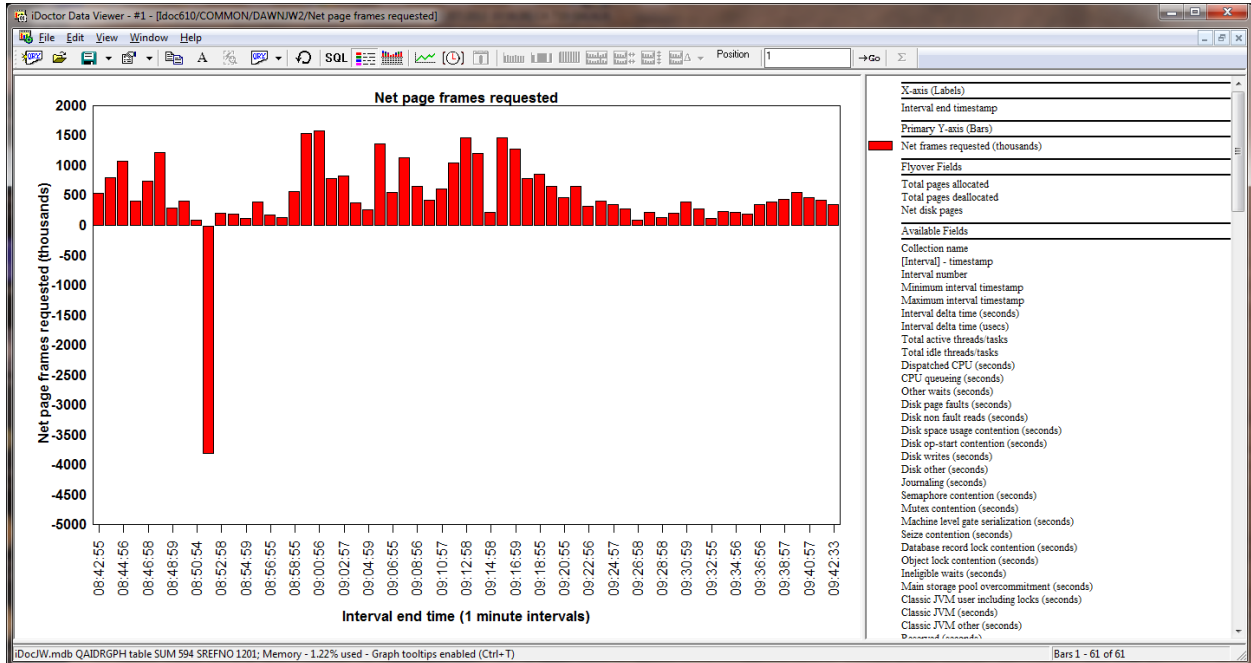 iDoctor Data Viewer - #1 - [Idoc610/COMMON/DAWNJW2/Net page frames requested]
File Edit View Window Help
SQL Position 1 Go
Net page frames requested
2000
1500
1000
500
0
-500
-1000
-1500
-2000
-2500
-3000
-3500
-4000
-4500
-5000
Net page frames requested (thousands)
08:42:55 08:44:56 08:46:58 08:48:59 08:50:54 08:52:58 08:54:59 08:56:55 08:58:55 09:00:56 09:02:57 09:04:59 09:06:55 09:08:56 09:10:57 09:12:58 09:14:58 09:16:59 09:18:55 09:20:55 09:22:56 09:24:57 09:26:58 09:28:58 09:30:59 09:32:55 09:34:56 09:36:56 09:38:57 09:40:57 09:42:33
Interval end time (1 minute intervals)
X-axis (Labels)
Interval end timestamp
Primary Y-axis (Bars)
Net frames requested (thousands)
Flyover Fields
Total pages allocated
Total pages deallocated
Net disk pages
Available Fields
Collection name
[Interval] - timestamp
Interval number
Minimum interval timestamp
Maximum interval timestamp
Interval delta time (seconds)
Interval delta time (usecs)
Total active threads/tasks
Total idle threads/tasks
Dispatched CPU (seconds)
CPU queueing (seconds)
Other waits (seconds)
Disk page faults (seconds)
Disk non fault reads (seconds)
Disk space usage contention (seconds)
Disk op-start contention (seconds)
Disk writes (seconds)
Disk other (seconds)
Journaling (seconds)
Semaphore contention (seconds)
Mutex contention (seconds)
Machine level gate serialization (seconds)
Seize contention (seconds)
Database record lock contention (seconds)
Object lock contention (seconds)
Ineligible waits (seconds)
Main storage pool overcommitment (seconds)
Classic JVM user including locks (seconds)
Classic JVM (seconds)
Classic JVM other (seconds)
Reserved (seconds)
iDocJW.mdb QAIDRGPH table SUM 594 SREFNO 1201; Memory - 1.22% used - Graph tooltips enabled (Ctrl+T)
Bars 1 - 61 of 61